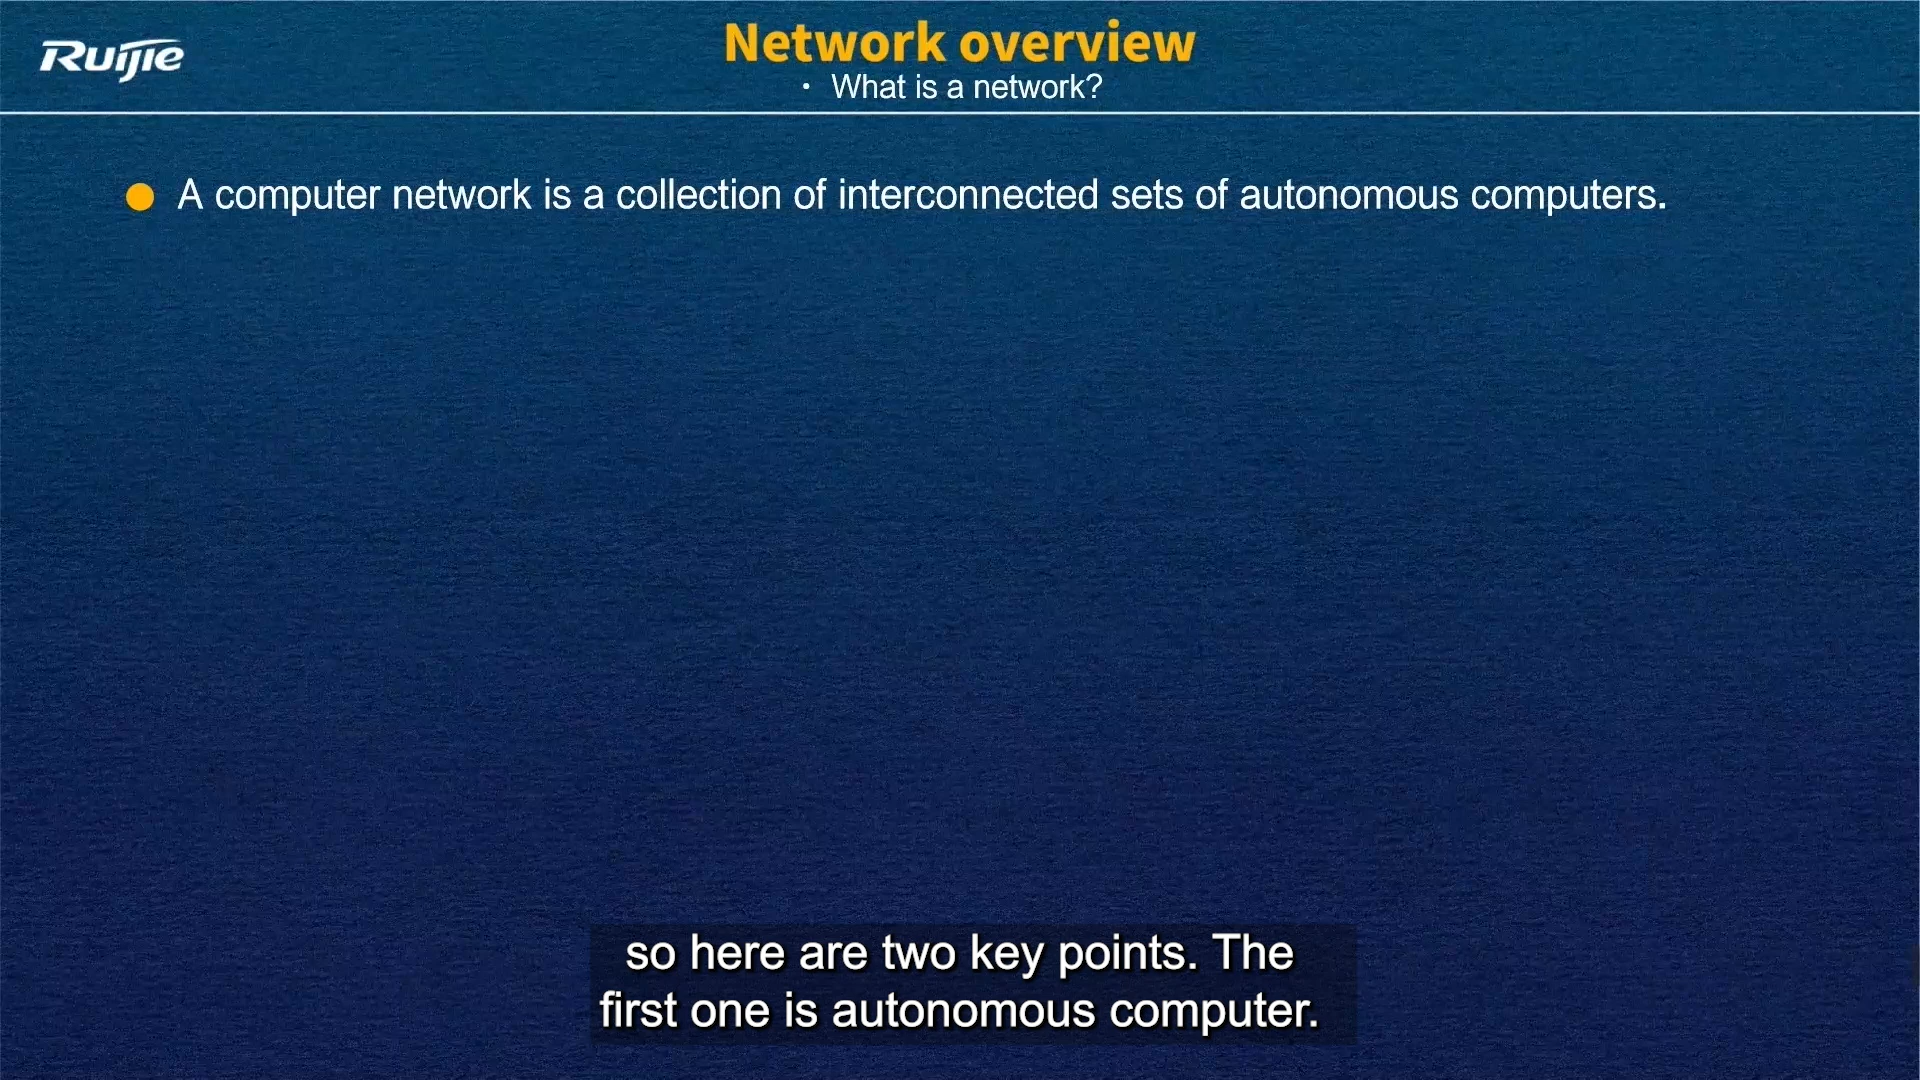 Ruijie
Network overview
• What is a network?
A computer network is a collection of interconnected sets of autonomous computers.
so here are two key points. The
first one is autonomous computer.